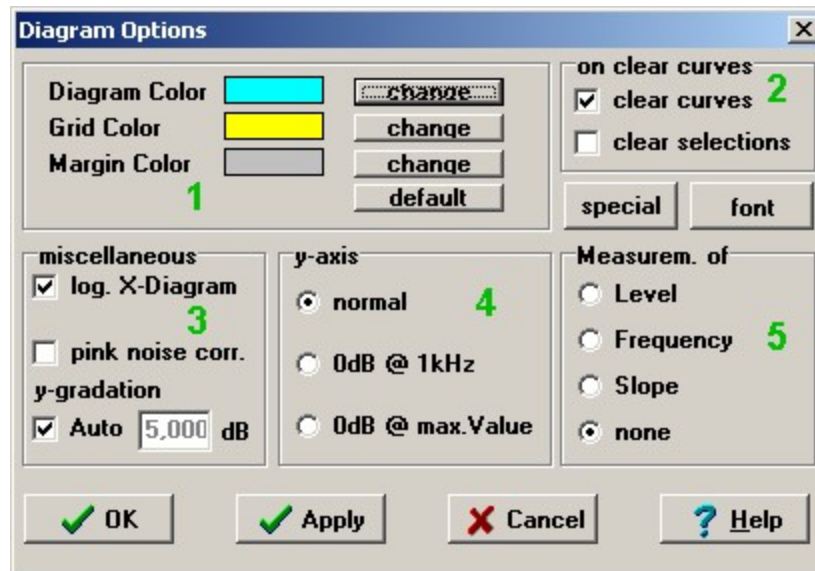 Diagram Options
Diagram Color change
Grid Color change
Margin Color change
default
1
on clear curves
2
clear curves
clear selections
special font
miscellaneous
log. X-Diagram
3
pink noise corr.
y-gradation
Auto 5,000 dB
y-axis
normal
4
0dB @ 1kHz
0dB @ max.Value
Measurem. of
Level
Frequency
5
Slope
none
OK Apply Cancel Help